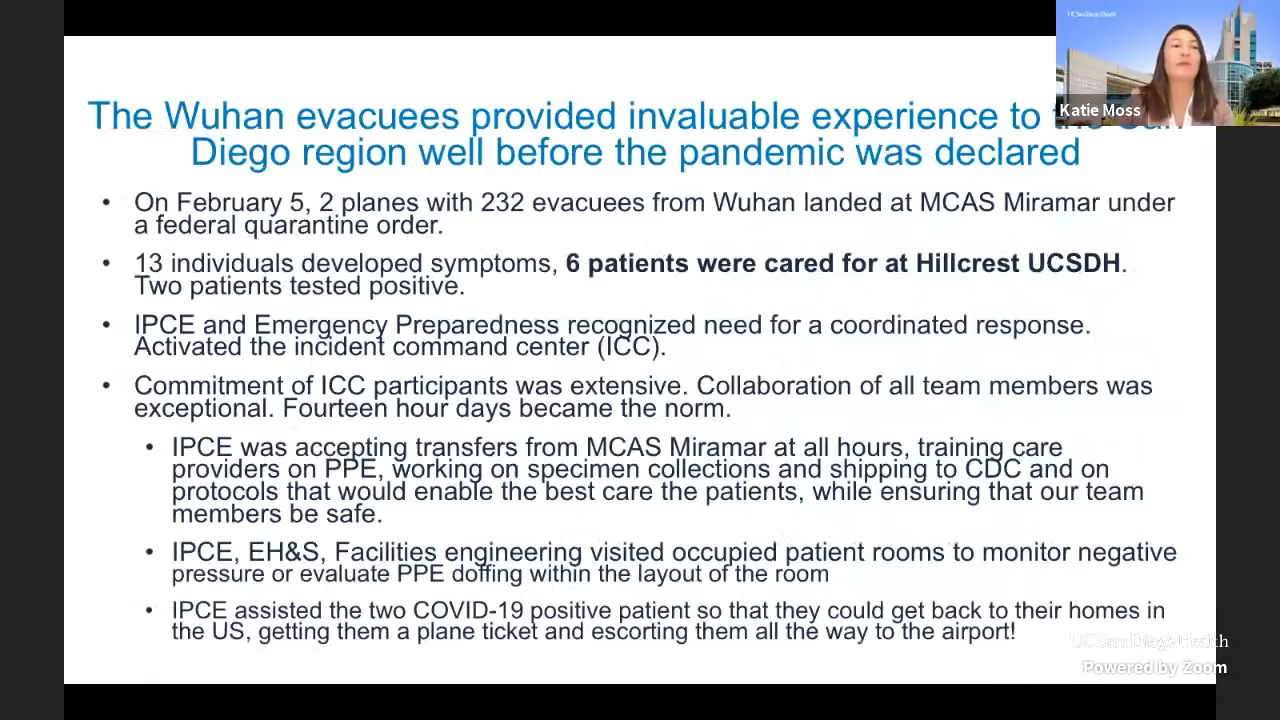 UC San Diego Health
Katie Moss
The Wuhan evacuees provided invaluable experience to
Diego region well before the pandemic was declared
• On February 5, 2 planes with 232 evacuees from Wuhan landed at MCAS Miramar under
a federal quarantine order.
• 13 individuals developed symptoms, 6 patients were cared for at Hillcrest UCSDH.
Two patients tested positive.
• IPCE and Emergency Preparedness recognized need for a coordinated response.
Activated the incident command center (ICC).
• Commitment of ICC participants was extensive. Collaboration of all team members was
exceptional. Fourteen hour days became the norm.
• IPCE was accepting transfers from MCAS Miramar at all hours, training care
providers on PPE, working on specimen collections and shipping to CDC and on
protocols that would enable the best care the patients, while ensuring that our team
members be safe.
• IPCE, EH&S, Facilities engineering visited occupied patient rooms to monitor negative
pressure or evaluate PPE doffing within the layout of the room
• IPCE assisted the two COVID-19 positive patient so that they could get back to their homes in
the US, getting them a plane ticket and escorting them all the way to the airport!
UC San Diego Health
Powered by Zoom